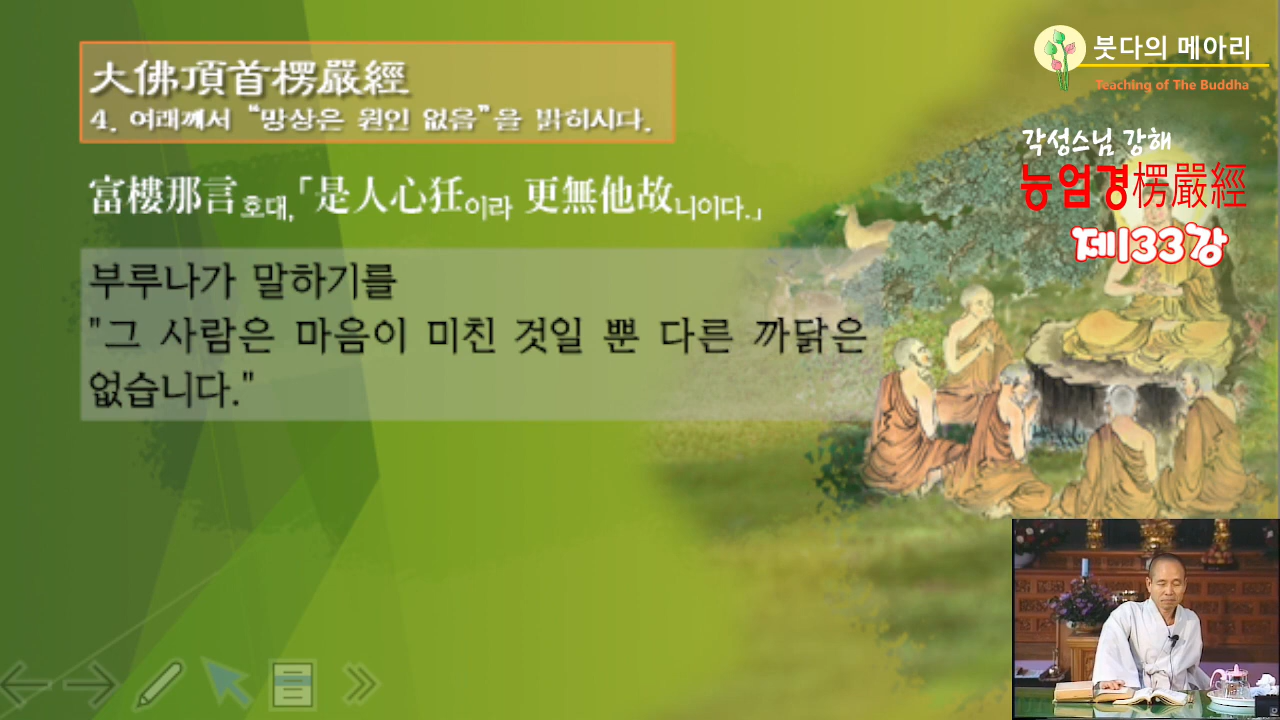 大佛頂首楞嚴經
4. 여래께서 “망상은 원인 없음”을 밝히시다.
富樓那言호대,「是人心狂이라 更無他故니이다.」
부루나가 말하기를
"그 사람은 마음이 미친 것일 뿐 다른 까닭은
없습니다."
붓다의 메아리
Teaching of The Buddha
각성스님 강해
능엄경楞嚴經
제33강